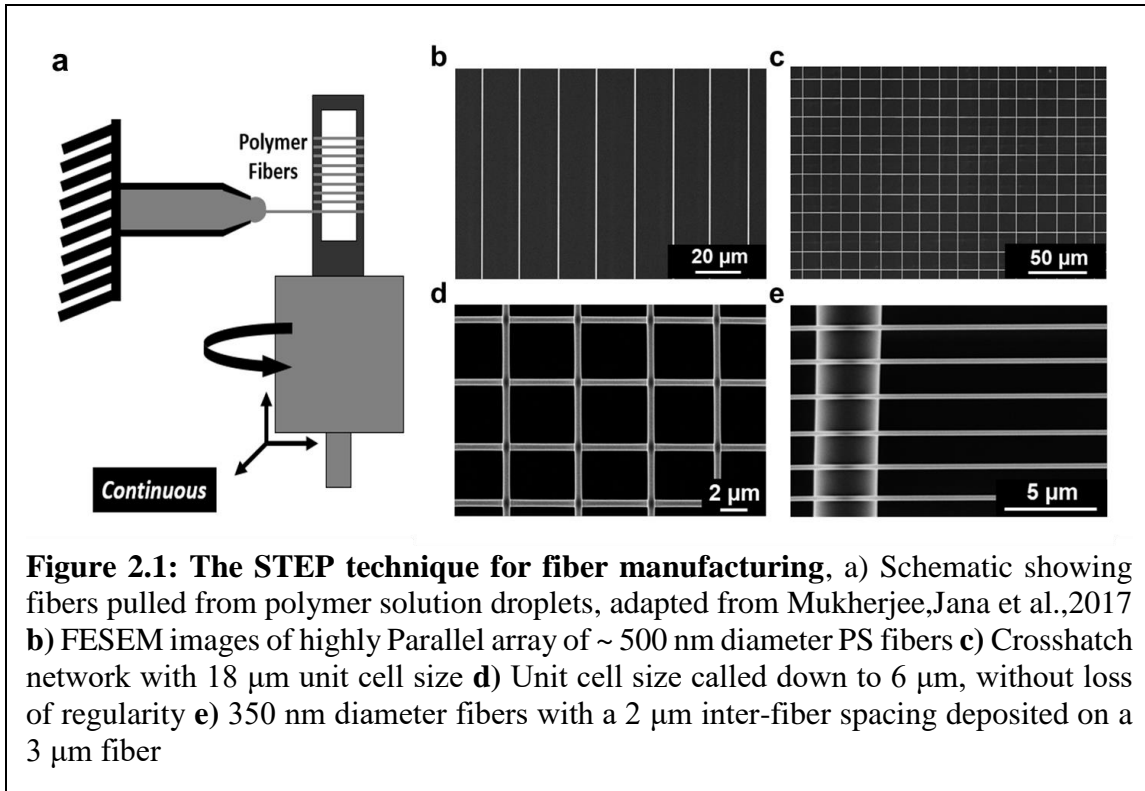 a
Polymer
Fibers
Continuous
b
20 µm
c
50 µm
d
2 µm
e
5 µm
Figure 2.1: The STEP technique for fiber manufacturing, a) Schematic showing
fibers pulled from polymer solution droplets, adapted from Mukherjee,Jana et al.,2017
b) FESEM images of highly Parallel array of ~ 500 nm diameter PS fibers c) Crosshatch
network with 18 µm unit cell size d) Unit cell size called down to 6 µm, without loss
of regularity e) 350 nm diameter fibers with a 2 µm inter-fiber spacing deposited on a
3 µm fiber